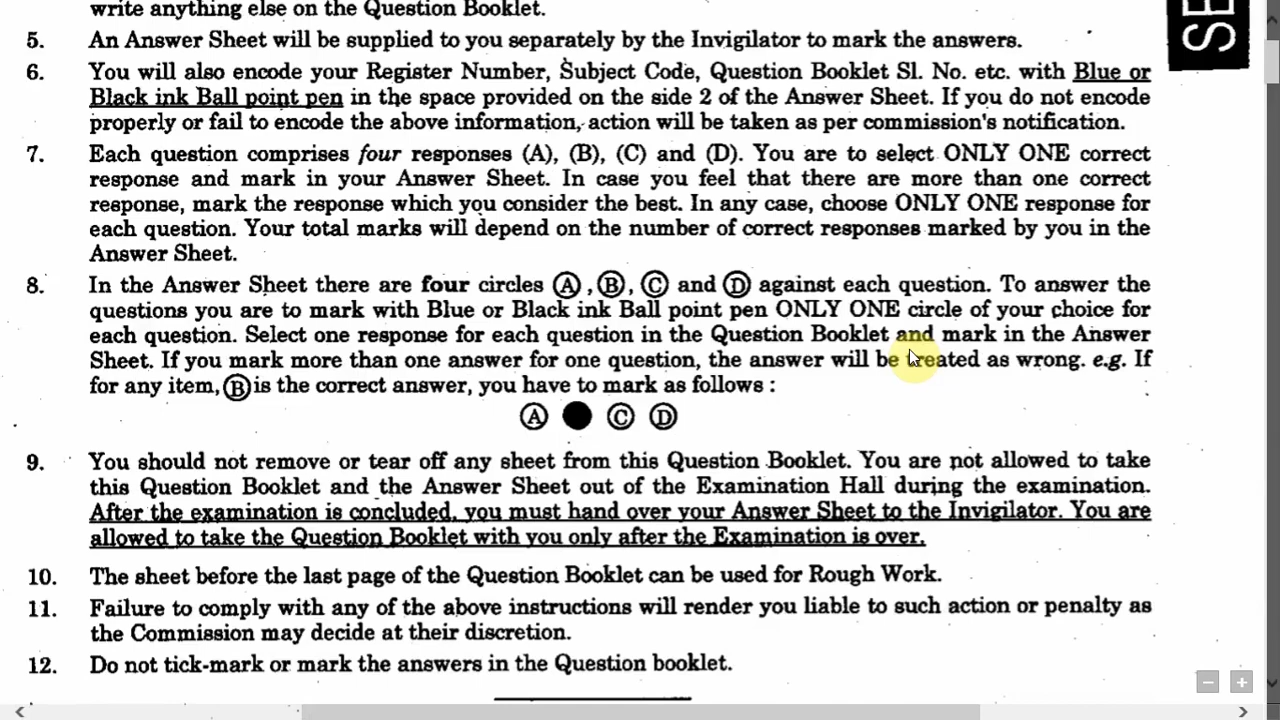 write anything else on the Question Booklet.
SE
5. An Answer Sheet will be supplied to you separately by the Invigilator to mark the answers.
6. You will also encode your Register Number, Subject Code, Question Booklet Sl. No. etc. with Blue or
Black ink Ball point pen in the space provided on the side 2 of the Answer Sheet. If you do not encode
properly or fail to encode the above information, action will be taken as per commission's notification.
7. Each question comprises four responses (A), (B), (C) and (D). You are to select ONLY ONE correct
response and mark in your Answer Sheet. In case you feel that there are more than one correct
response, mark the response which you consider the best. In any case, choose ONLY ONE response for
each question. Your total marks will depend on the number of correct responses marked by you in the
Answer Sheet.
8. In the Answer Sheet there are four circles Ⓐ, Ⓑ, Ⓒ and Ⓓ against each question. To answer the
questions you are to mark with Blue or Black ink Ball point pen ONLY ONE circle of your choice for
each question. Select one response for each question in the Question Booklet and mark in the Answer
Sheet. If you mark more than one answer for one question, the answer will be treated as wrong. e.g. If
for any item, Ⓑ is the correct answer, you have to mark as follows :
Ⓐ ● Ⓒ Ⓓ
9. You should not remove or tear off any sheet from this Question Booklet. You are not allowed to take
this Question Booklet and the Answer Sheet out of the Examination Hall during the examination.
After the examination is concluded, you must hand over your Answer Sheet to the Invigilator. You are
allowed to take the Question Booklet with you only after the Examination is over.
10. The sheet before the last page of the Question Booklet can be used for Rough Work.
11. Failure to comply with any of the above instructions will render you liable to such action or penalty as
the Commission may decide at their discretion.
12. Do not tick-mark or mark the answers in the Question booklet.